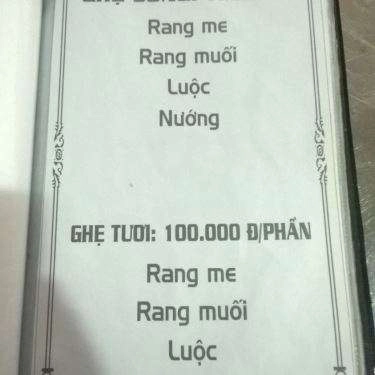 Rang me
Rang muối
Luộc
Nướng
GHẸ TƯƠI: 100.000 Đ/PHẦN
Rang me
Rang muối
Luộc